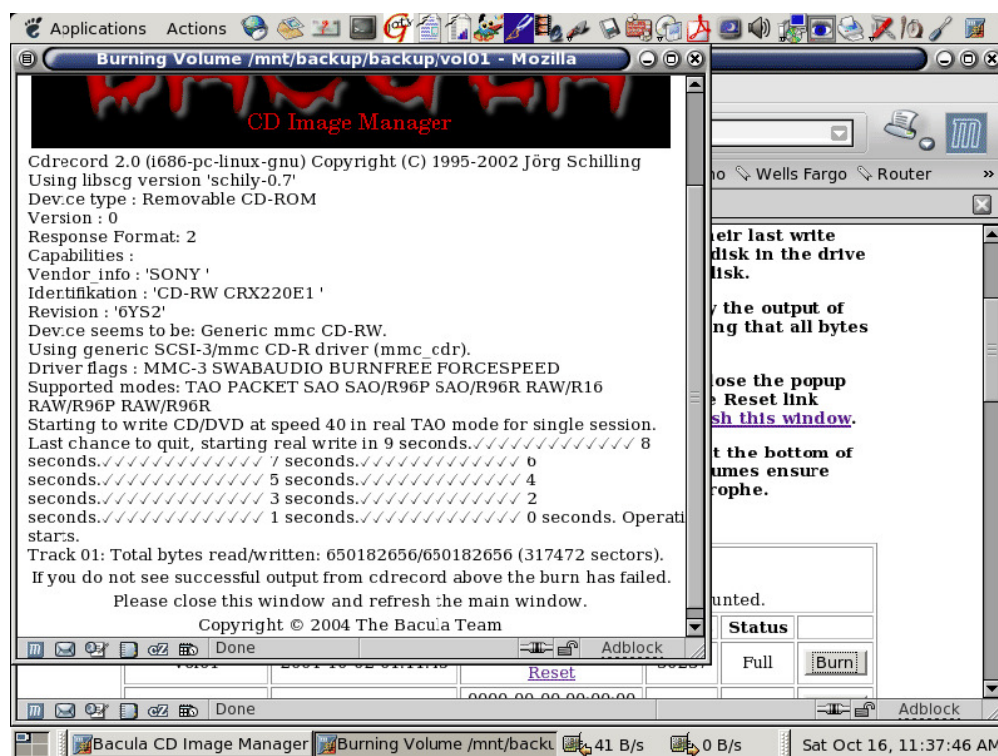 Applications Actions
Burning Volume /mnt/backup/backup/vol01 - Mozilla
CD Image Manager
Cdrecord 2.0 (i686-pc-linux-gnu) Copyright (C) 1995-2002 Jörg Schilling
Using libscg version 'schily-0.7'
Device type : Removable CD-ROM
Version : 0
Response Format: 2
Capabilities :
Vendor_info : 'SONY '
Identifikation : 'CD-RW CRX220E1 '
Revision : '6YS2'
Device seems to be: Generic mmc CD-RW.
Using generic SCSI-3/mmc CD-R driver (mmc_cdr).
Driver flags : MMC-3 SWABAUDIO BURNFREE FORCESPEED
Supported modes: TAO PACKET SAO SAO/R96P SAO/R96R RAW/R16
RAW/R96P RAW/R96R
Starting to write CD/DVD at speed 40 in real TAO mode for single session.
Last chance to quit, starting real write in 9 seconds.✓✓✓✓✓✓✓✓✓✓✓✓✓ 8
seconds.✓✓✓✓✓✓✓✓✓✓✓✓✓ 7 seconds.✓✓✓✓✓✓✓✓✓✓✓✓✓ 6
seconds.✓✓✓✓✓✓✓✓✓✓✓✓✓ 5 seconds.✓✓✓✓✓✓✓✓✓✓✓✓✓ 4
seconds.✓✓✓✓✓✓✓✓✓✓✓✓✓ 3 seconds.✓✓✓✓✓✓✓✓✓✓✓✓✓ 2
seconds.✓✓✓✓✓✓✓✓✓✓✓✓✓ 1 seconds.✓✓✓✓✓✓✓✓✓✓✓✓✓ 0 seconds. Operati
starts.
Track 01: Total bytes read/written: 650182656/650182656 (317472 sectors).
If you do not see successful output from cdrecord above the burn has failed.
Please close this window and refresh the main window.
Copyright © 2004 The Bacula Team
Done
Adblock
Wells Fargo Router »
eir last write
disk in the drive
disk.
the output of
ng that all bytes
lose the popup
Reset link
sh this window.
t the bottom of
umes ensure
rophe.
unted.
Status
Reset
Full
Burn
Done
Adblock
Bacula CD Image Manager
Burning Volume /mnt/backu
41 B/s
0 B/s
Sat Oct 16, 11:37:46 AM